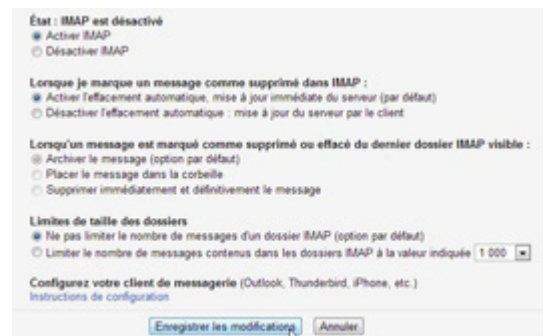 État : IMAP est désactivé
Activer IMAP
Désactiver IMAP
Lorsque je marque un message comme supprimé dans IMAP :
Activer l'effacement automatique, mise à jour immédiate du serveur (par défaut)
Désactiver l'effacement automatique : mise à jour du serveur par le client
Lorsqu'un message est marqué comme supprimé ou effacé du dernier dossier IMAP visible :
Archiver le message (option par défaut)
Placer le message dans la corbeille
Supprimer immédiatement et définitivement le message
Limites de taille des dossiers
Ne pas limiter le nombre de messages d'un dossier IMAP (option par défaut)
Limiter le nombre de messages contenus dans les dossiers IMAP à la valeur indiquée 1 000
Configurez votre client de messagerie (Outlook, Thunderbird, iPhone, etc.)
Instructions de configuration
Enregistrer les modifications Annuler